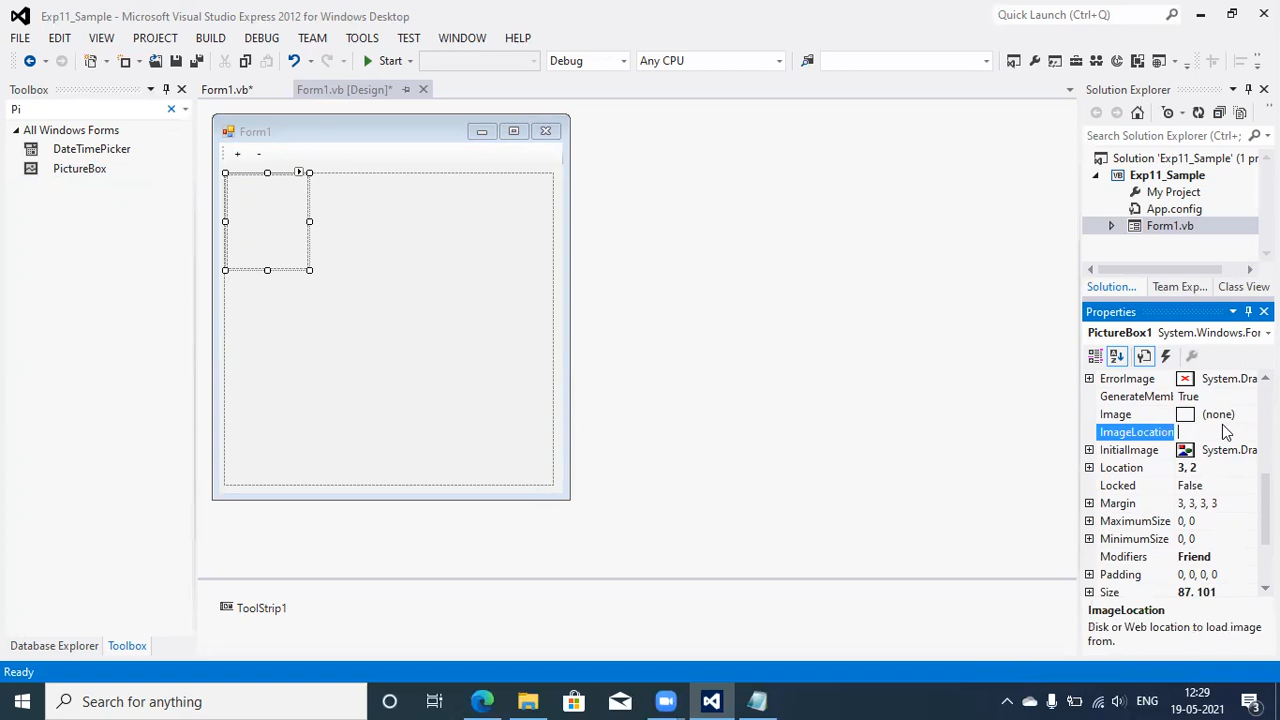 Exp11_Sample - Microsoft Visual Studio Express 2012 for Windows Desktop
Quick Launch (Ctrl+Q)
FILE EDIT VIEW PROJECT BUILD DEBUG TEAM TOOLS TEST WINDOW HELP
Start Debug Any CPU
Toolbox
Form1.vb* Form1.vb [Design]*
Solution Explorer
Pi
All Windows Forms
DateTimePicker
PictureBox
Form1
+ -
Search Solution Explorer (Ctrl+;
Solution 'Exp11_Sample' (1 pr
Exp11_Sample
My Project
App.config
Form1.vb
Solution... Team Exp... Class View
Properties
PictureBox1 System.Windows.For
ErrorImage System.Dra
GenerateMemb True
Image (none)
ImageLocation
InitialImage System.Dra
Location 3, 2
Locked False
Margin 3, 3, 3, 3
MaximumSize 0, 0
MinimumSize 0, 0
Modifiers Friend
Padding 0, 0, 0, 0
Size 87, 101
ImageLocation
Disk or Web location to load image
from.
ToolStrip1
Database Explorer Toolbox
Ready
Search for anything
ENG
12:29
19-05-2021
3